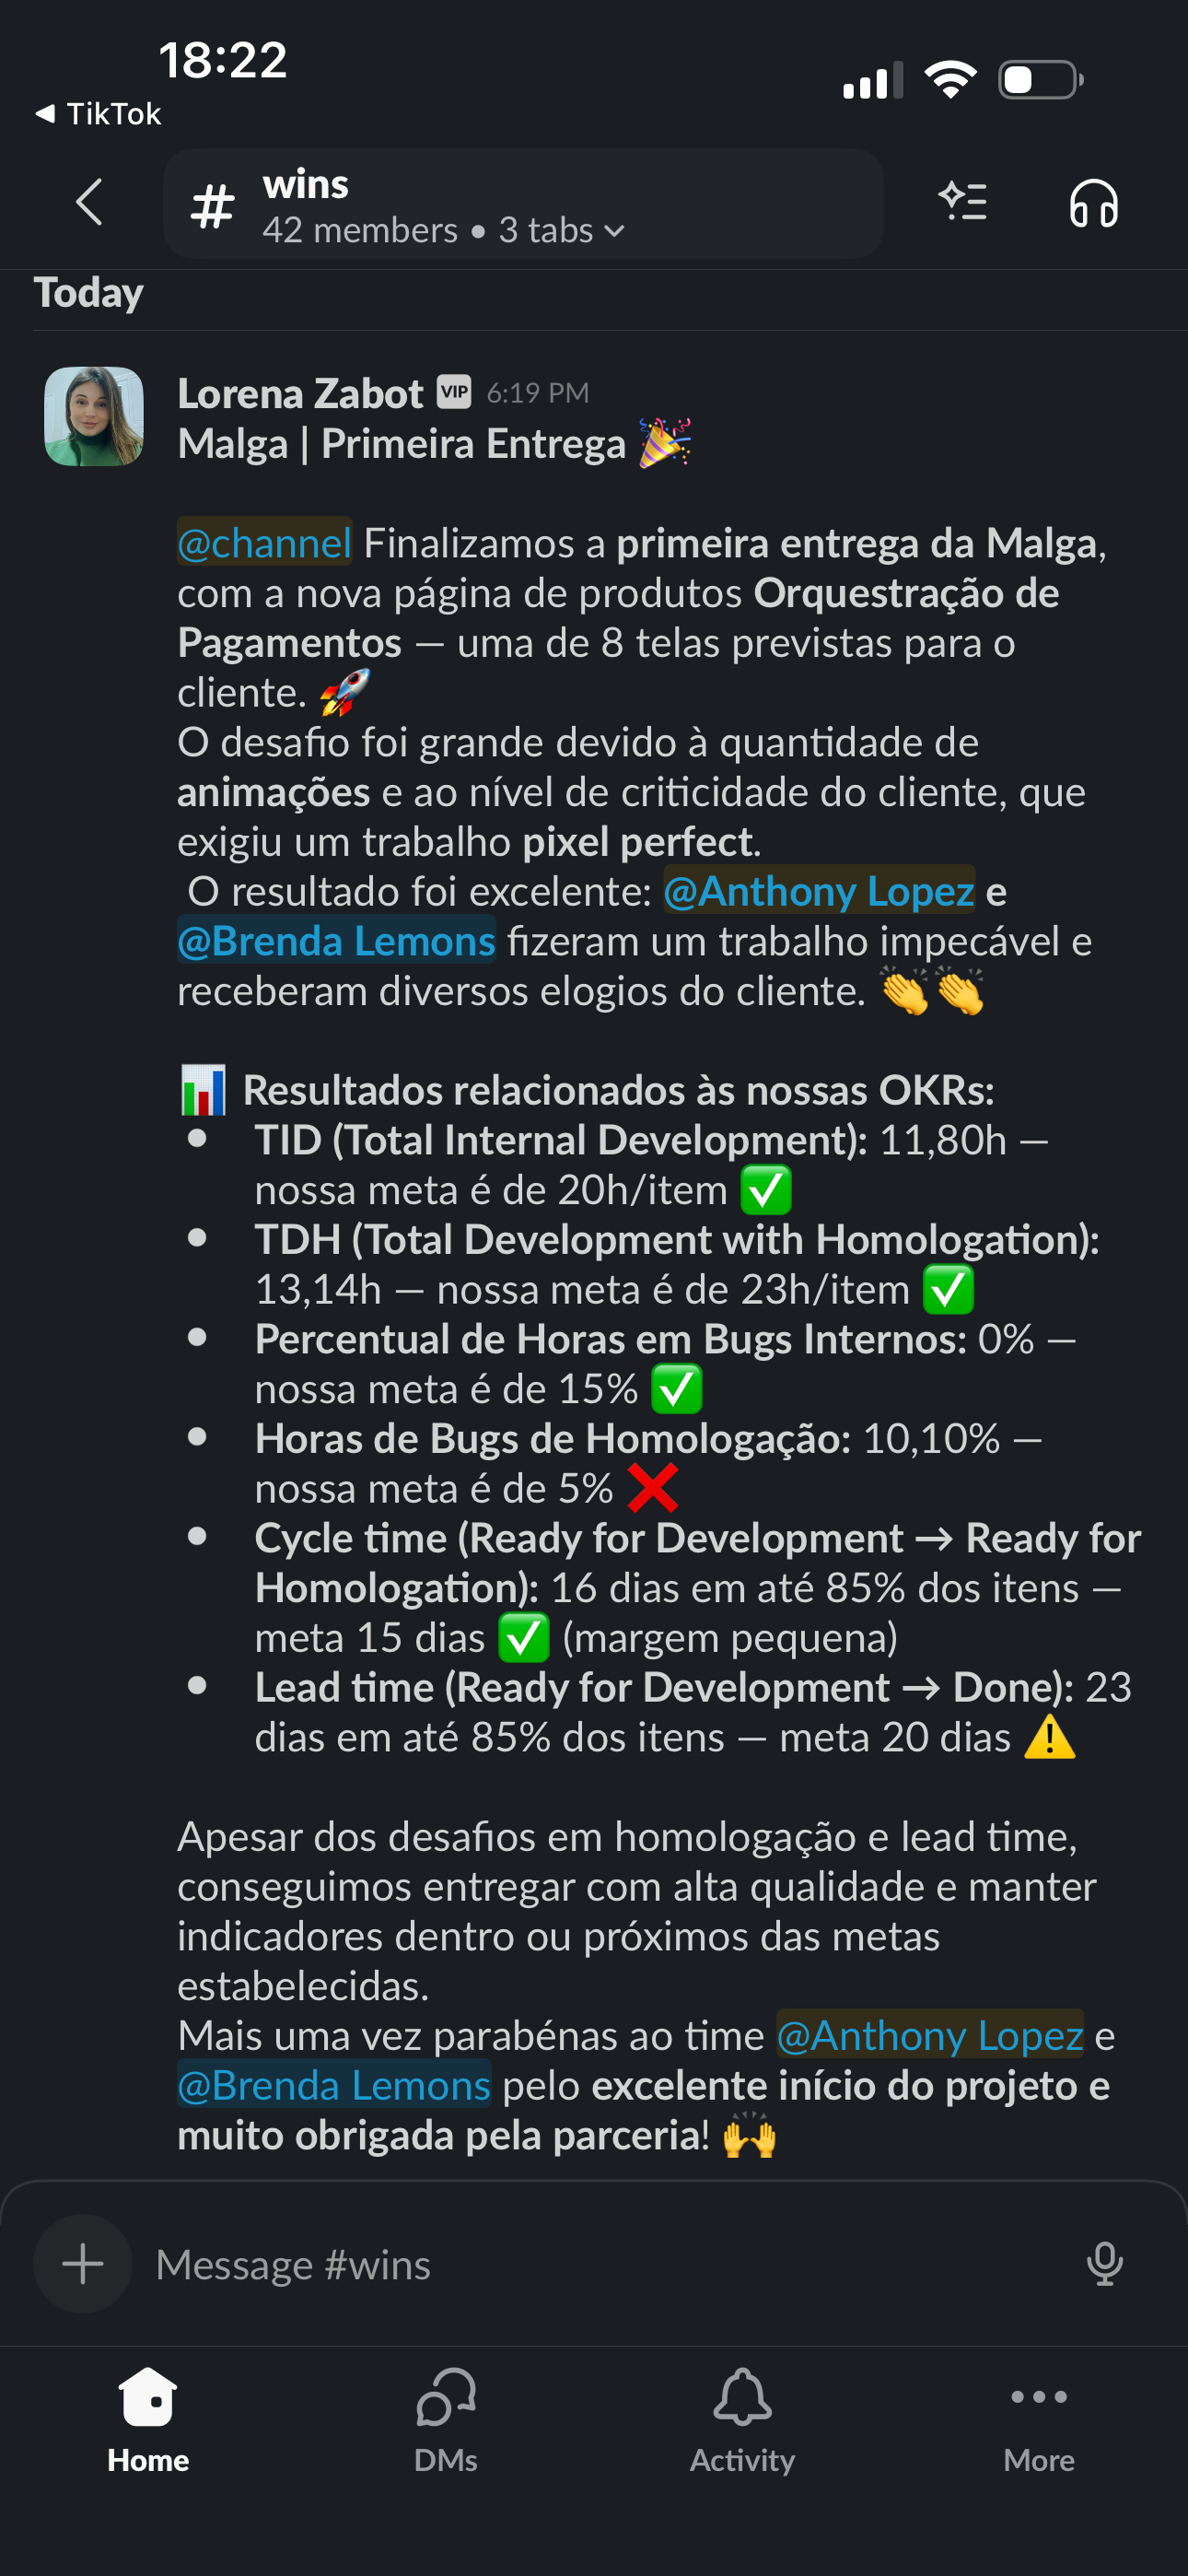 18:22
◀ TikTok
# wins
42 members • 3 tabs
Today
Lorena Zabot VIP 6:19 PM
Malga | Primeira Entrega 🎉
@channel Finalizamos a primeira entrega da Malga,
com a nova página de produtos Orquestração de
Pagamentos — uma de 8 telas previstas para o
cliente. 🚀
O desafio foi grande devido à quantidade de
animações e ao nível de criticidade do cliente, que
exigiu um trabalho pixel perfect.
O resultado foi excelente: @Anthony Lopez e
@Brenda Lemons fizeram um trabalho impecável e
receberam diversos elogios do cliente. 👏👏
📊 Resultados relacionados às nossas OKRs:
• TID (Total Internal Development): 11,80h —
nossa meta é de 20h/item ✅
• TDH (Total Development with Homologation):
13,14h — nossa meta é de 23h/item ✅
• Percentual de Horas em Bugs Internos: 0% —
nossa meta é de 15% ✅
• Horas de Bugs de Homologação: 10,10% —
nossa meta é de 5% ❌
• Cycle time (Ready for Development → Ready for
Homologation): 16 dias em até 85% dos itens —
meta 15 dias ✅ (margem pequena)
• Lead time (Ready for Development → Done): 23
dias em até 85% dos itens — meta 20 dias ⚠️
Apesar dos desafios em homologação e lead time,
conseguimos entregar com alta qualidade e manter
indicadores dentro ou próximos das metas
estabelecidas.
Mais uma vez parabénas ao time @Anthony Lopez e
@Brenda Lemons pelo excelente início do projeto e
muito obrigada pela parceria! 🙌
Message #wins
Home
DMs
Activity
More